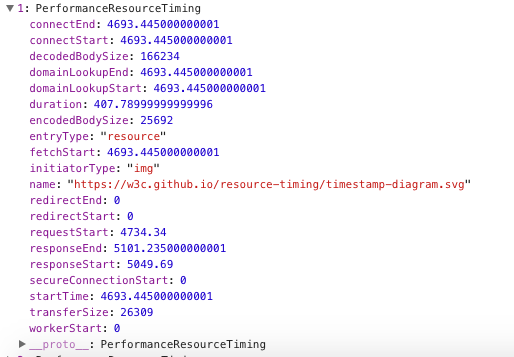 1: PerformanceResourceTiming
connectEnd: 4693.445000000001
connectStart: 4693.445000000001
decodedBodySize: 166234
domainLookupEnd: 4693.445000000001
domainLookupStart: 4693.445000000001
duration: 407.78999999999996
encodedBodySize: 25692
entryType: "resource"
fetchStart: 4693.445000000001
initiatorType: "img"
name: "https://w3c.github.io/resource-timing/timestamp-diagram.svg"
redirectEnd: 0
redirectStart: 0
requestStart: 4734.34
responseEnd: 5101.235000000001
responseStart: 5049.69
secureConnectionStart: 0
startTime: 4693.445000000001
transferSize: 26309
workerStart: 0
__proto__: PerformanceResourceTiming